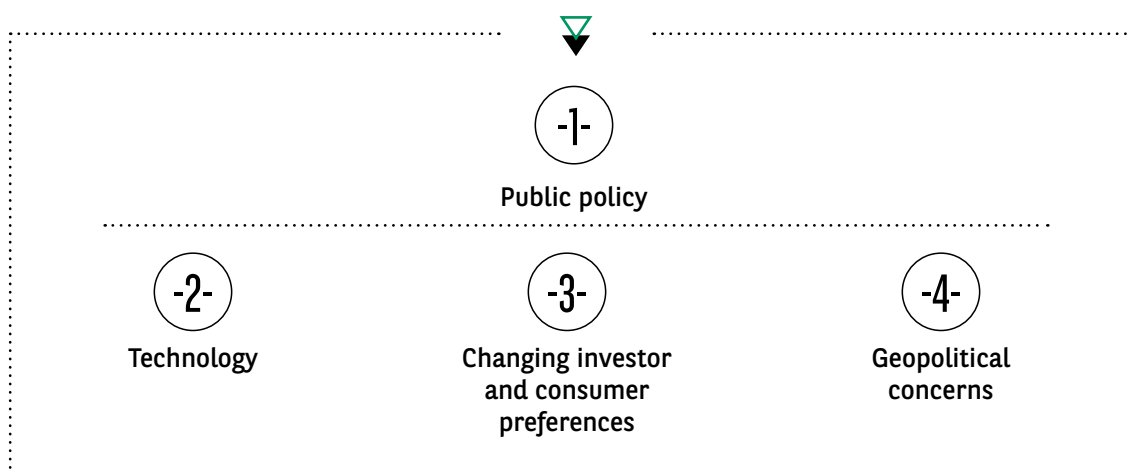 -1-
Public policy
-2-
-3-
-4-
Technology
Changing investor
and consumer
preferences
Geopolitical
concerns